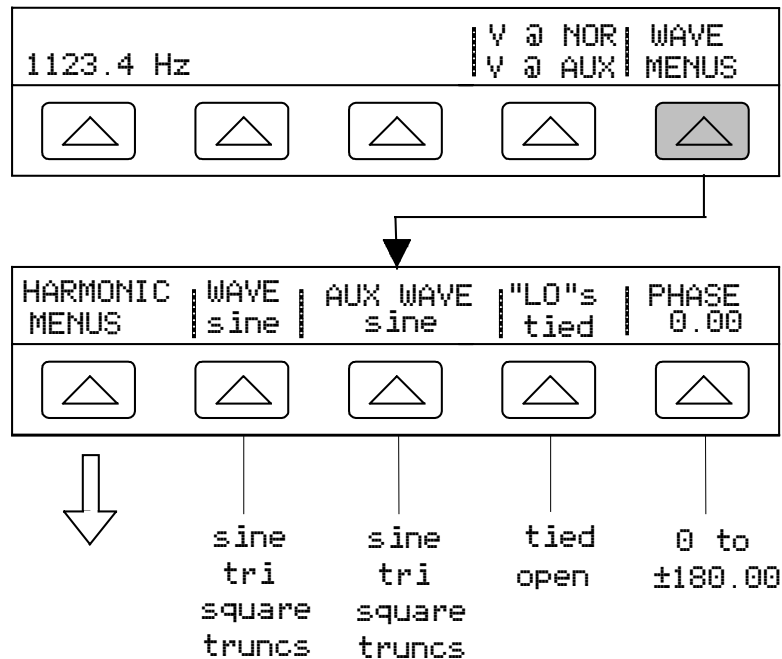 V @ NOR WAVE
1123.4 Hz V @ AUX MENUS
HARMONIC WAVE AUX WAVE "LO"s PHASE
MENUS sine sine tied 0.00
sine sine tied 0 to
tri tri open ±180.00
square square
truncs truncs